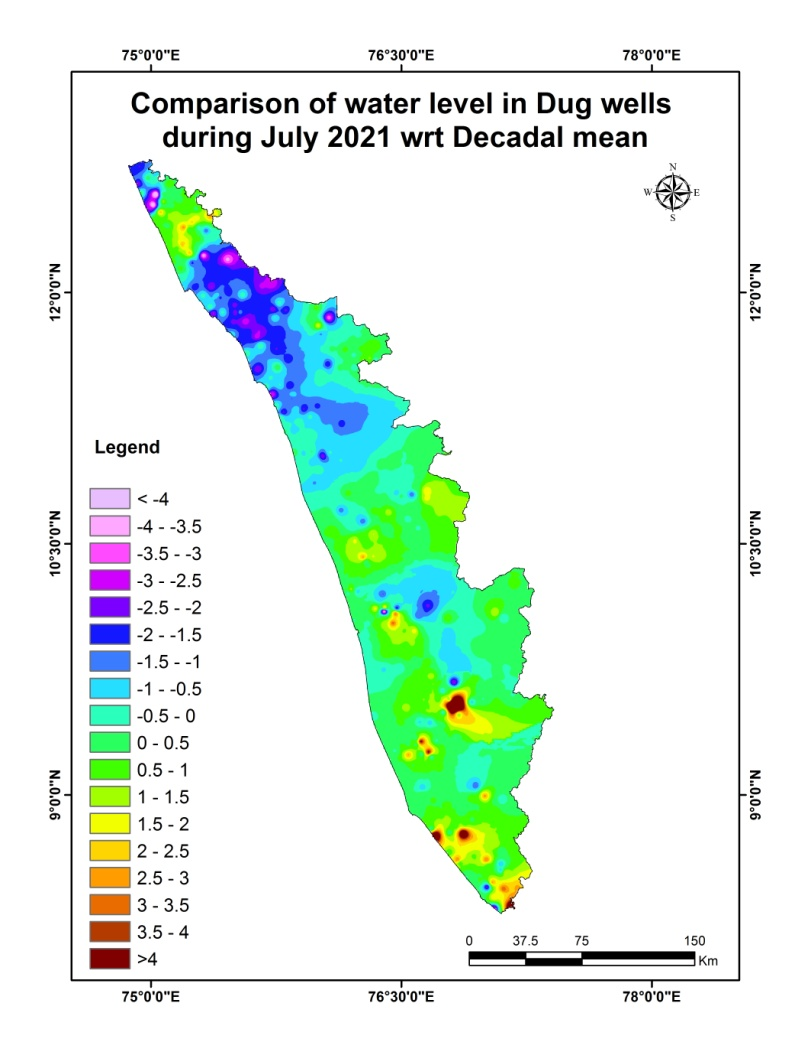 75°0'0"E 76°30'0"E 78°0'0"E
Comparison of water level in Dug wells
during July 2021 wrt Decadal mean
N
W E
S
12°0'0"N 12°0'0"N
Legend
< -4
-4 - -3.5
-3.5 - -3
-3 - -2.5
-2.5 - -2
-2 - -1.5
-1.5 - -1
-1 - -0.5
-0.5 - 0
0 - 0.5
0.5 - 1
1 - 1.5
1.5 - 2
2 - 2.5
2.5 - 3
3 - 3.5
3.5 - 4
>4
10°30'0"N 10°30'0"N
9°0'0"N 9°0'0"N
0 37.5 75 150
Km
75°0'0"E 76°30'0"E 78°0'0"E